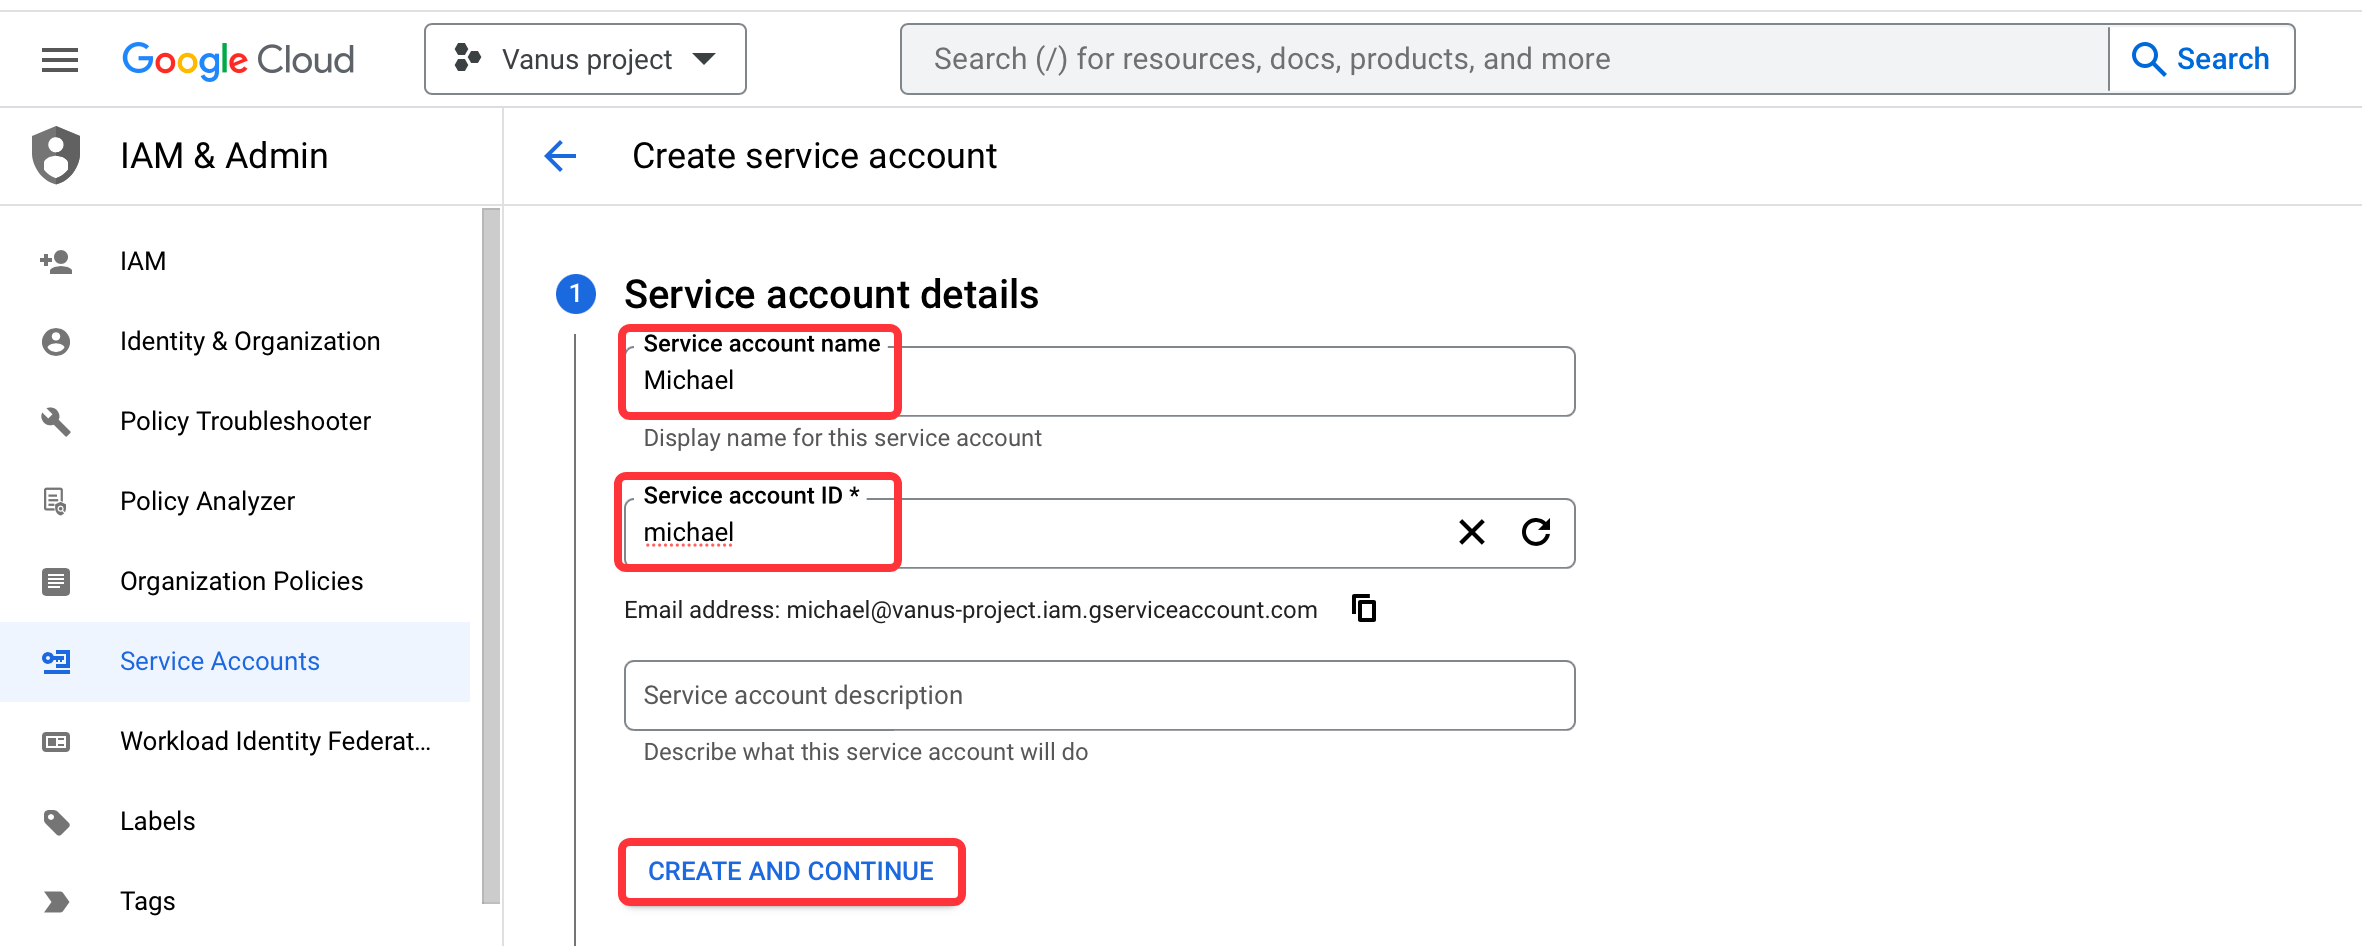 Google Cloud
Vanus project
Search (/) for resources, docs, products, and more
Search
IAM & Admin
Create service account
IAM
Identity & Organization
Policy Troubleshooter
Policy Analyzer
Organization Policies
Service Accounts
Workload Identity Federat...
Labels
Tags
1 Service account details
Service account name
Michael
Display name for this service account
Service account ID *
michael
Email address: michael@vanus-project.iam.gserviceaccount.com
Service account description
Describe what this service account will do
CREATE AND CONTINUE